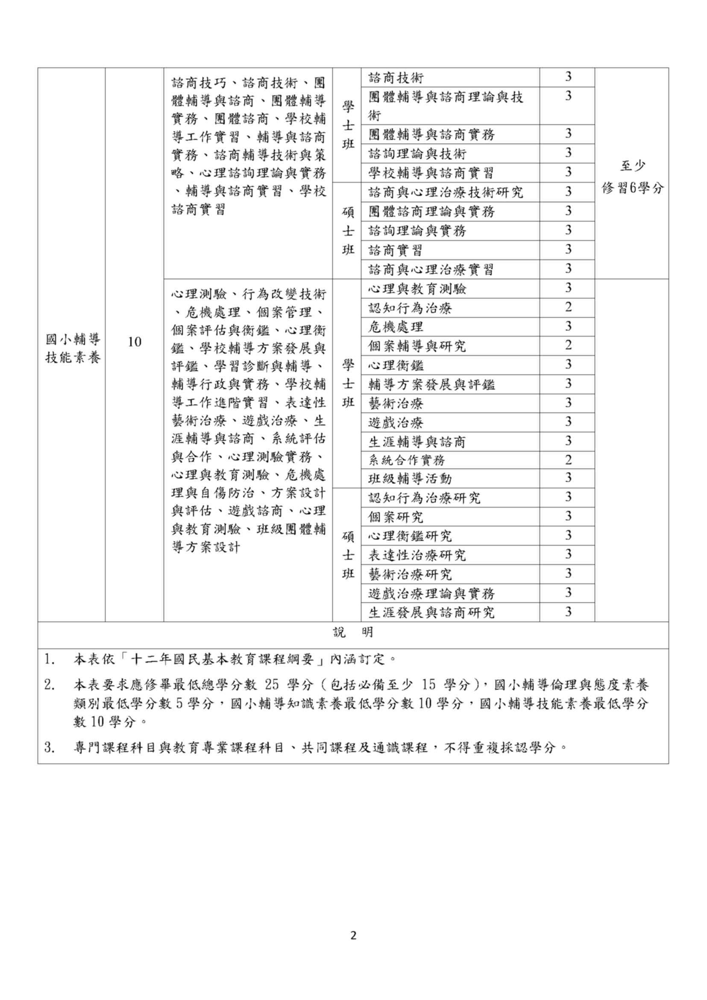 國小輔導
技能素養
10
諮商技巧、諮商技術、團
體輔導與諮商、團體輔導
實務、團體諮商、學校輔
導工作實習、輔導與諮商
實務、諮商輔導技術與策
略、心理諮詢理論與實務
、輔導與諮商實習、學校
諮商實習
學
士
班
諮商技術 3
團體輔導與諮商理論與技 3
術
團體輔導與諮商實務 3
諮詢理論與技術 3
學校輔導與諮商實習 3
碩
士
班
諮商與心理治療技術研究 3
團體諮商理論與實務 3
諮詢理論與實務 3
諮商實習 3
諮商與心理治療實習 3
至少
修習6學分
心理測驗、行為改變技術
、危機處理、個案管理、
個案評估與衡鑑、心理衡
鑑、學校輔導方案發展與
評鑑、學習診斷與輔導、
輔導行政與實務、學校輔
導工作進階實習、表達性
藝術治療、遊戲治療、生
涯輔導與諮商、系統評估
與合作、心理測驗實務、
心理與教育測驗、危機處
理與自傷防治、方案設計
與評估、遊戲諮商、心理
與教育測驗、班級團體輔
導方案設計
學
士
班
心理與教育測驗 3
認知行為治療 2
危機處理 3
個案輔導與研究 2
心理衡鑑 3
輔導方案發展與評鑑 3
藝術治療 3
遊戲治療 3
生涯輔導與諮商 3
系統合作實務 2
班級輔導活動 3
碩
士
班
認知行為治療研究 3
個案研究 3
心理衡鑑研究 3
表達性治療研究 3
藝術治療研究 3
遊戲治療理論與實務 3
生涯發展與諮商研究 3
說 明
1. 本表依「十二年國民基本教育課程綱要」內涵訂定。
2. 本表要求應修畢最低總學分數 25 學分（包括必備至少 15 學分），國小輔導倫理與態度素養
類別最低學分數 5 學分，國小輔導知識素養最低學分數 10 學分，國小輔導技能素養最低學分
數 10 學分。
3. 專門課程科目與教育專業課程科目、共同課程及通識課程，不得重複採認學分。
2